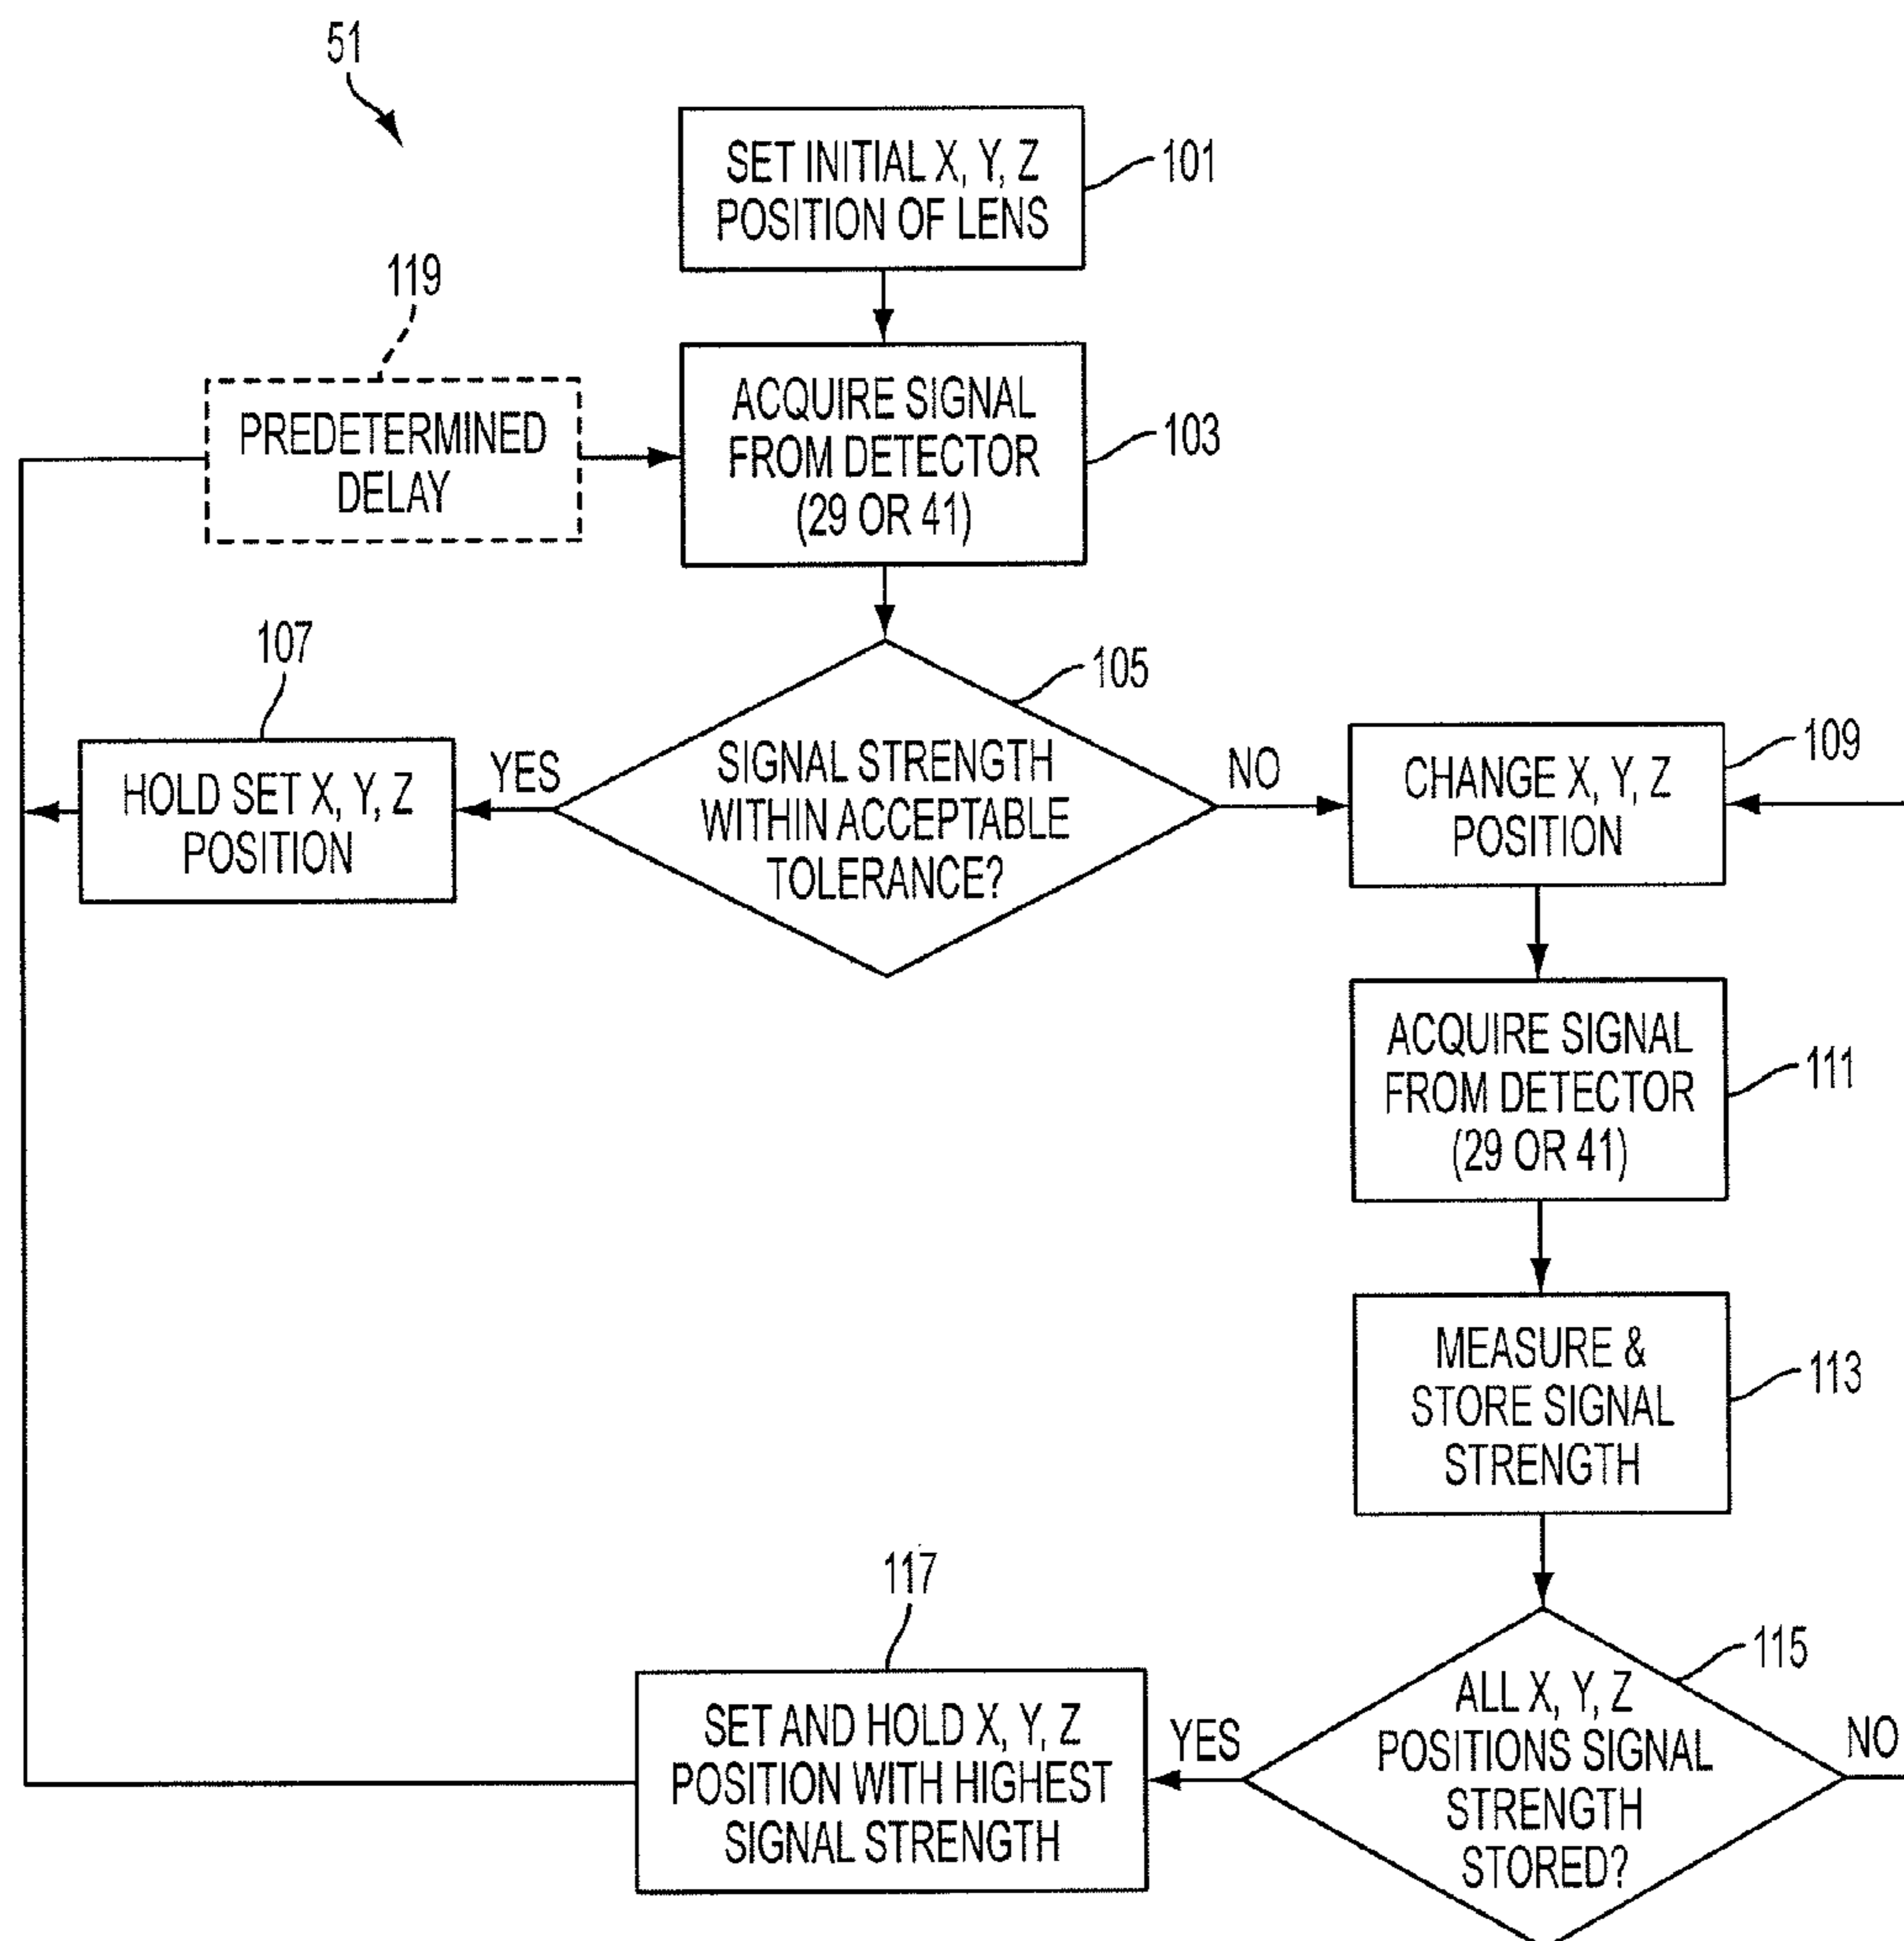 51
SET INITIAL X, Y, Z
POSITION OF LENS
101
119
PREDETERMINED
DELAY
ACQUIRE SIGNAL
FROM DETECTOR
(29 OR 41)
103
107
HOLD SET X, Y, Z
POSITION
YES
SIGNAL STRENGTH
WITHIN ACCEPTABLE
TOLERANCE?
105
NO
CHANGE X, Y, Z
POSITION
109
ACQUIRE SIGNAL
FROM DETECTOR
(29 OR 41)
111
MEASURE &
STORE SIGNAL
STRENGTH
113
117
SET AND HOLD X, Y, Z
POSITION WITH HIGHEST
SIGNAL STRENGTH
YES
ALL X, Y, Z
POSITIONS SIGNAL
STRENGTH
STORED?
115
NO